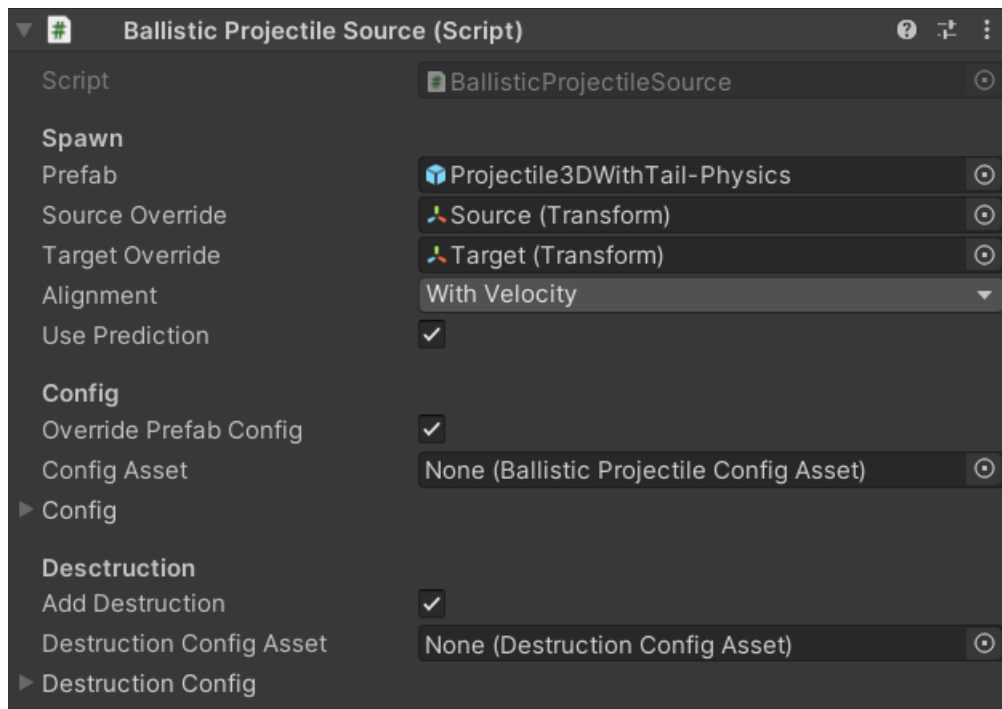 Ballistic Projectile Source (Script)
Script BallisticProjectileSource
Spawn
Prefab Projectile3DWithTail-Physics
Source Override Source (Transform)
Target Override Target (Transform)
Alignment With Velocity
Use Prediction
Config
Override Prefab Config
Config Asset None (Ballistic Projectile Config Asset)
Config
Desctruction
Add Destruction
Destruction Config Asset None (Destruction Config Asset)
Destruction Config